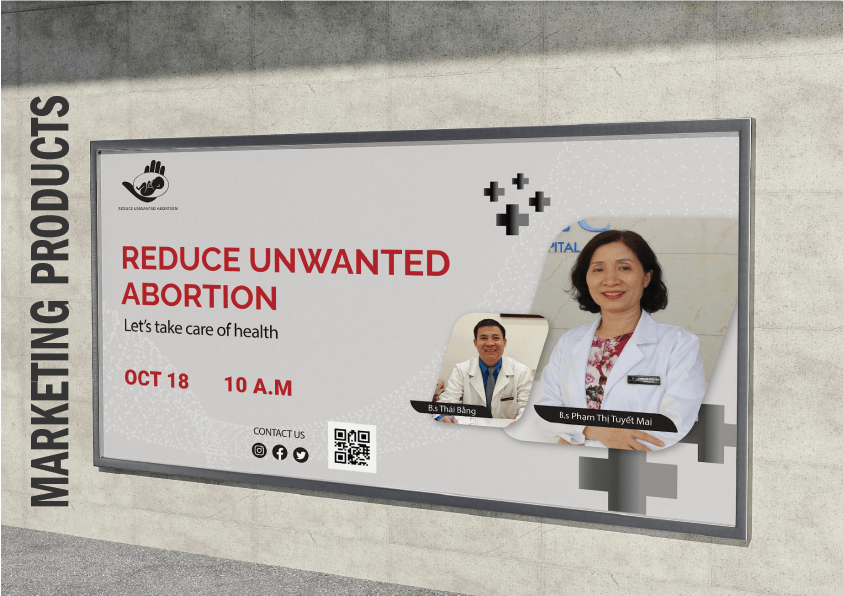 MARKETING PRODUCTS
REDUCE UNWANTED ABORTION
REDUCE UNWANTED
ABORTION
Let's take care of health
OCT 18 10 A.M
CONTACT US
PITAL
B.s Thái Bằng
B.s Phạm Thị Tuyết Mai